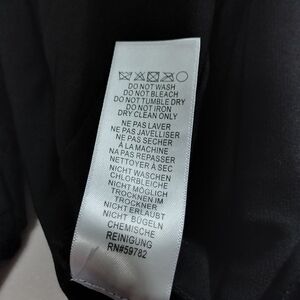 DO NOT WASH
DO NOT BLEACH
DO NOT TUMBLE DRY
DO NOT IRON
DRY CLEAN ONLY
NE PAS LAVER
NE PAS JAVELLISER
NE PAS SECHER
À LA MACHINE
NA PAS REPASSER
NETTOYER À SEC
NICHT WASCHEN
CHLORBLEICHE
NICHT MÖGLICH
TROCKNEN IM
TROCKNER
NICHT ERLAUBT
NICHT BÜGELN
CHEMISCHE
REINIGUNG
RN#59782